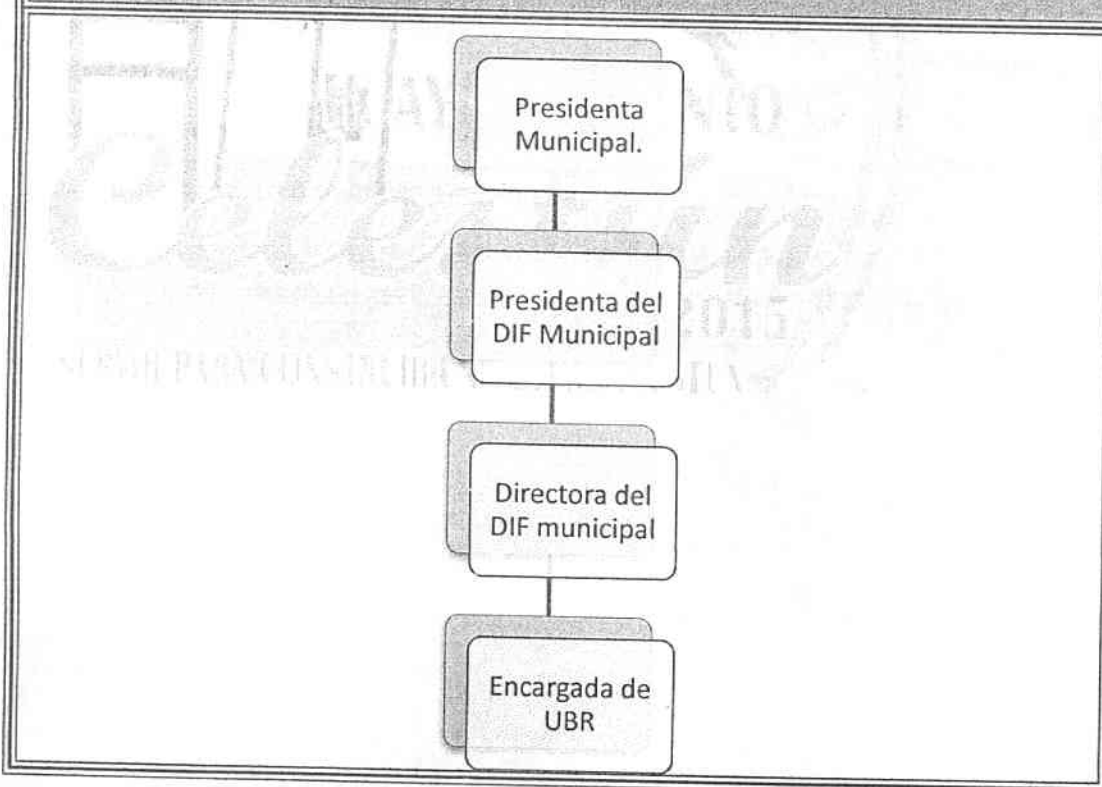 Presidenta
Municipal.
Presidenta del
DIF Municipal
Directora del
DIF municipal
Encargada de
UBR